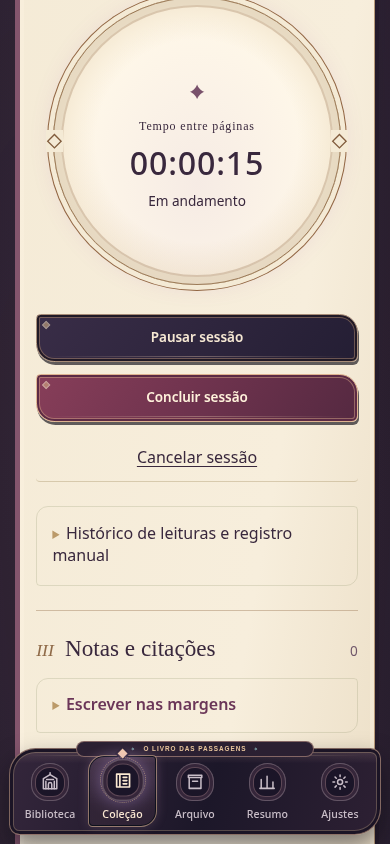 Tempo entre páginas
00:00:15
Em andamento
Pausar sessão
Concluir sessão
Cancelar sessão
Histórico de leituras e registro
manual
III Notas e citações 0
Escrever nas margens
O LIVRO DAS PASSAGENS
Biblioteca Coleção Arquivo Resumo Ajustes